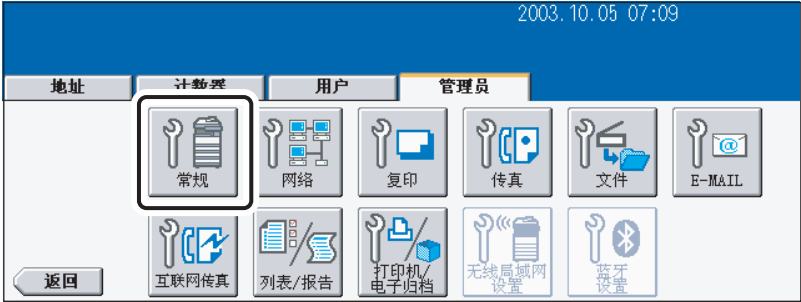 2003.10.05 07:09
地址 计数器 用户 管理员
常规 网络 复印 传真 文件 E-MAIL
互联网传真 列表/报告 打印机/ 无线局域网 蓝牙
电子归档 设置 设置
返回